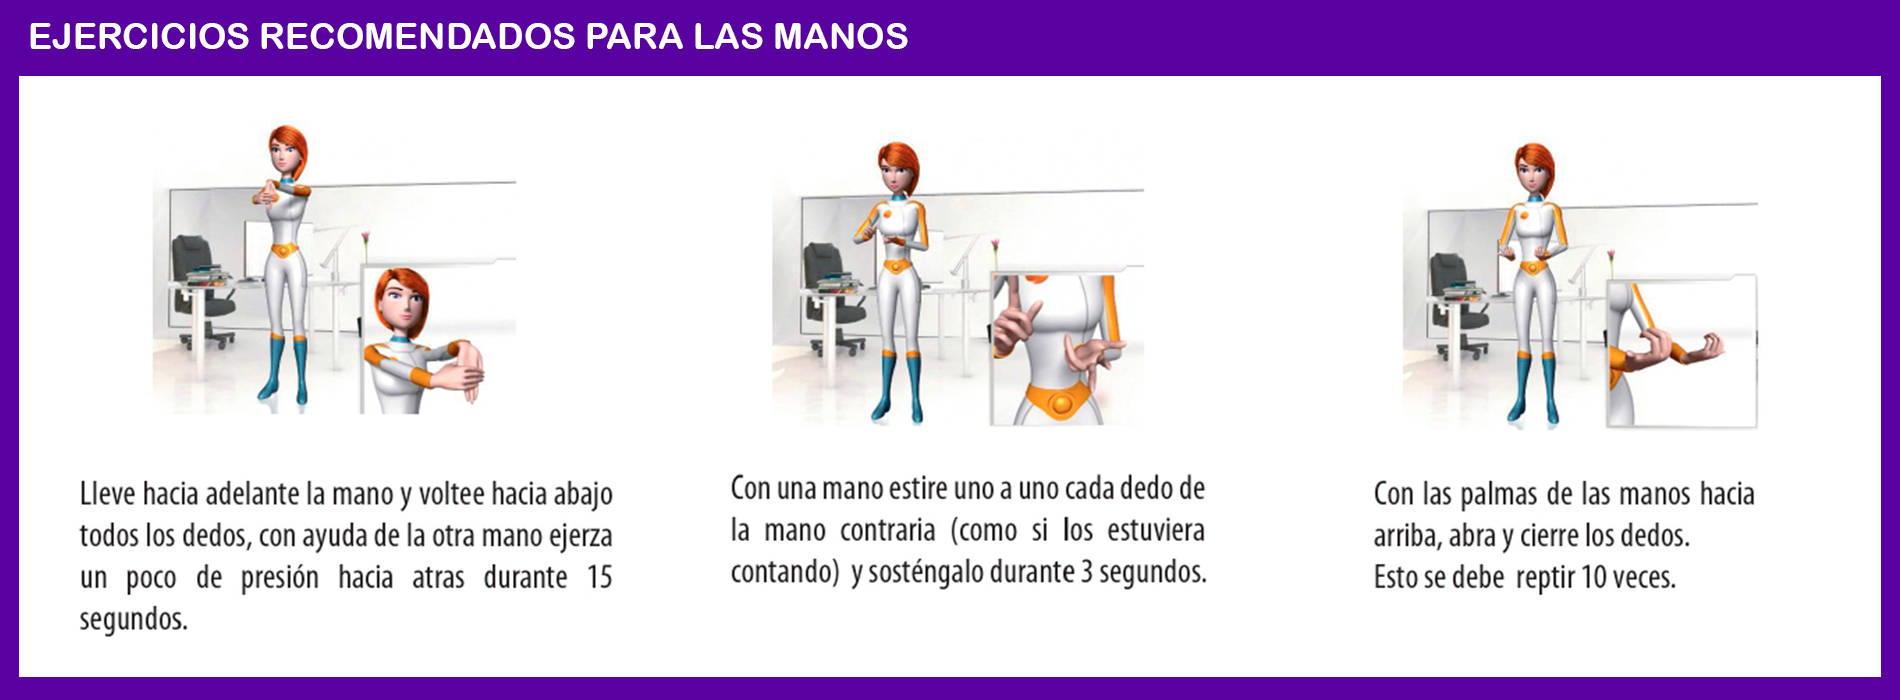 EJERCICIOS RECOMENDADOS PARA LAS MANOS
Lleve hacia adelante la mano y voltee hacia abajo
todos los dedos, con ayuda de la otra mano ejerza
un poco de presión hacia atras durante 15
segundos.
Con una mano estire uno a uno cada dedo de
la mano contraria (como si los estuviera
contando) y sosténgalo durante 3 segundos.
Con las palmas de las manos hacia
arriba, abra y cierre los dedos.
Esto se debe reptir 10 veces.